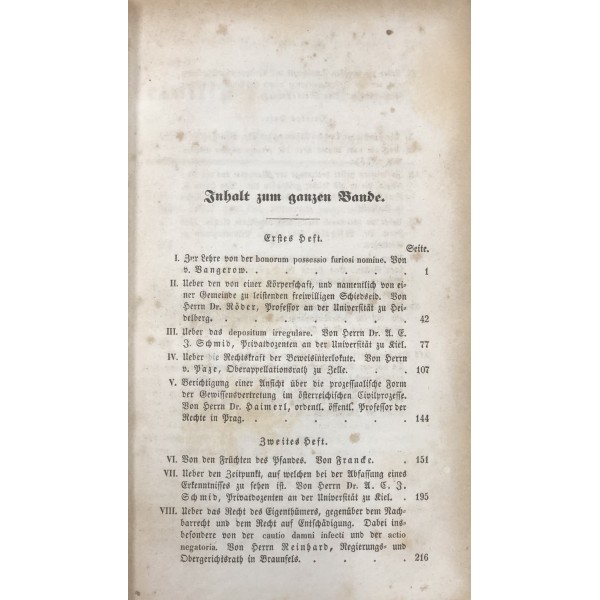 Inhalt zum ganzen Bande.
Erstes Heft.
Seite.
I. Zur Lehre von der bonorum possessio furiosi nomine. Von
v. Vangerow. . . . . . . 1
II. Ueber den von einer Körperschaft, und namentlich von ei-
ner Gemeinde zu leistenden freiwilligen Schiedseid. Von
Herrn Dr. Röder, Professor an der Universität zu Hei-
delberg. . . . . . . 42
III. Ueber das depositum irregulare. Von Herrn Dr. A. E.
J. Schmid, Privatdozenten an der Universität zu Kiel. 77
IV. Ueber die Rechtskraft der Beweisinterlokute. Von Herrn
v. Paze, Oberappellationsrath zu Zelle. . . 107
V. Berichtigung einer Ansicht über die prozessualische Form
der Gewissensvertretung im österreichischen Civilprozesse.
Von Herrn Dr. Haimerl, ordentl. öffentl. Professor der
Rechte in Prag. . . . . . 144
Zweites Heft.
VI. Von den Früchten des Pfandes. Von Francke. . 151
VII. Ueber den Zeitpunkt, auf welchen bei der Abfassung eines
Erkenntnisses zu sehen ist. Von Herrn Dr. A. C. J.
Schmid, Privatdozenten an der Universität zu Kiel. . 195
VIII. Ueber das Recht des Eigenthümers, gegenüber dem Nach-
barrecht und dem Recht auf Entschädigung. Dabei ins-
besondere von der cautio damni infecti und der actio
negatoria. Von Herrn Reinhard, Regierungs- und
Obergerichtsrath in Braunfels. . . . . 216